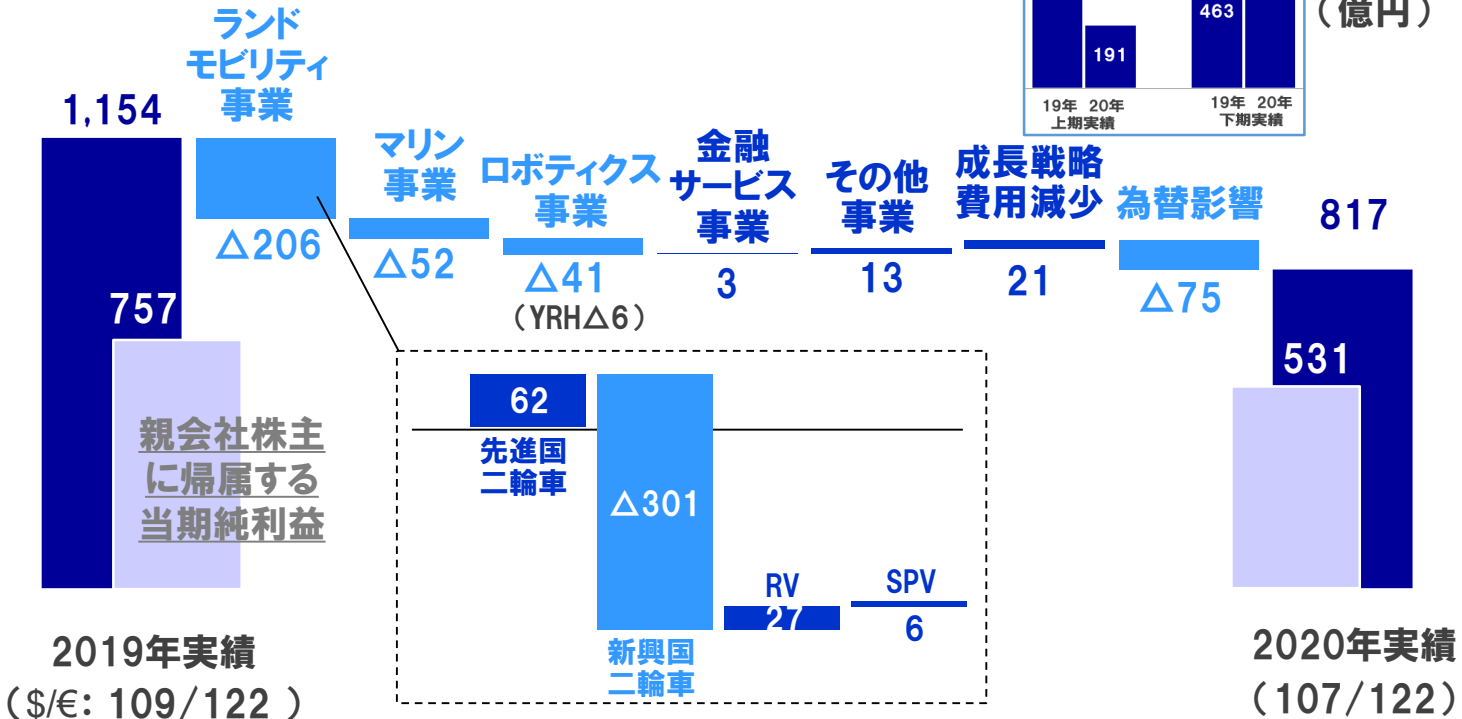 (億円)
463
191
19年 20年
上期実績
19年 20年
下期実績
1,154
ランド
モビリティ
事業
△206
マリン
事業
△52
ロボティクス
事業
△41
(YRH△6)
金融
サービス
事業
3
その他
事業
13
成長戦略
費用減少
21
為替影響
△75
817
757
531
親会社株主
に帰属する
当期純利益
62
先進国
二輪車
△301
新興国
二輪車
RV
27
SPV
6
2019年実績
($/€: 109/122 )
2020年実績
(107/122)